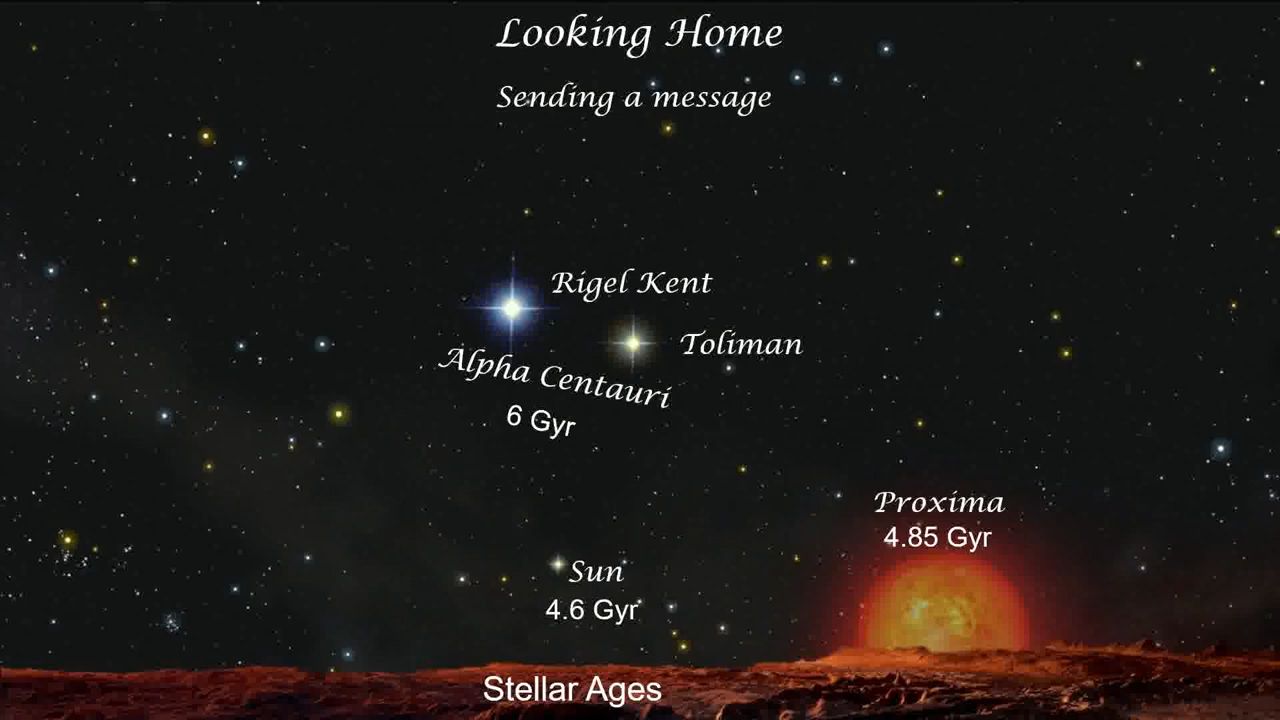 Looking Home
Sending a message
Rigel Kent
Toliman
Alpha Centauri
6 Gyr
Proxima
4.85 Gyr
Sun
4.6 Gyr
Stellar Ages